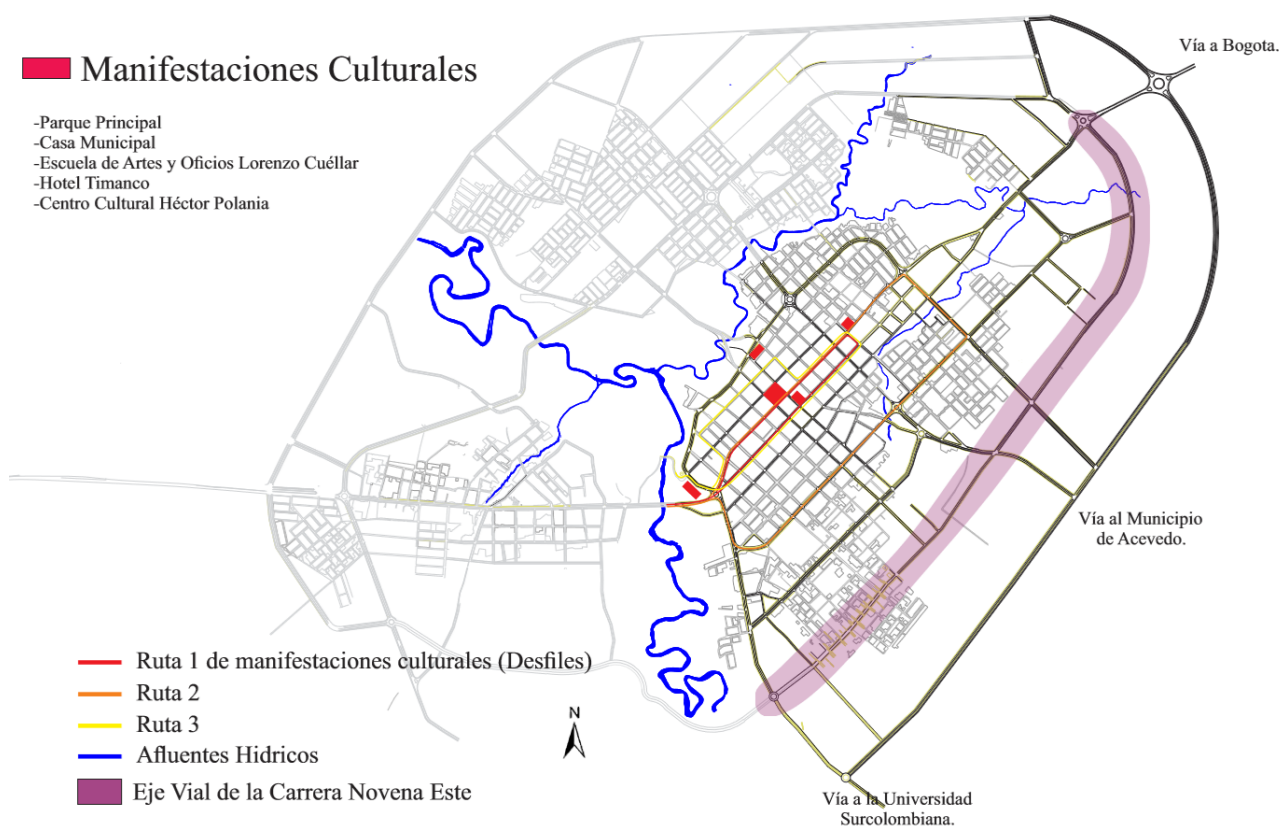 Manifestaciones Culturales
-Parque Principal
-Casa Municipal
-Escuela de Artes y Oficios Lorenzo Cuéllar
-Hotel Timanco
-Centro Cultural Héctor Polania
Vía a Bogota.
Vía al Municipio
de Acevedo.
Ruta 1 de manifestaciones culturales (Desfiles)
Ruta 2
Ruta 3
Afluentes Hidricos
Eje Vial de la Carrera Novena Este
N
Vía a la Universidad
Surcolombiana.